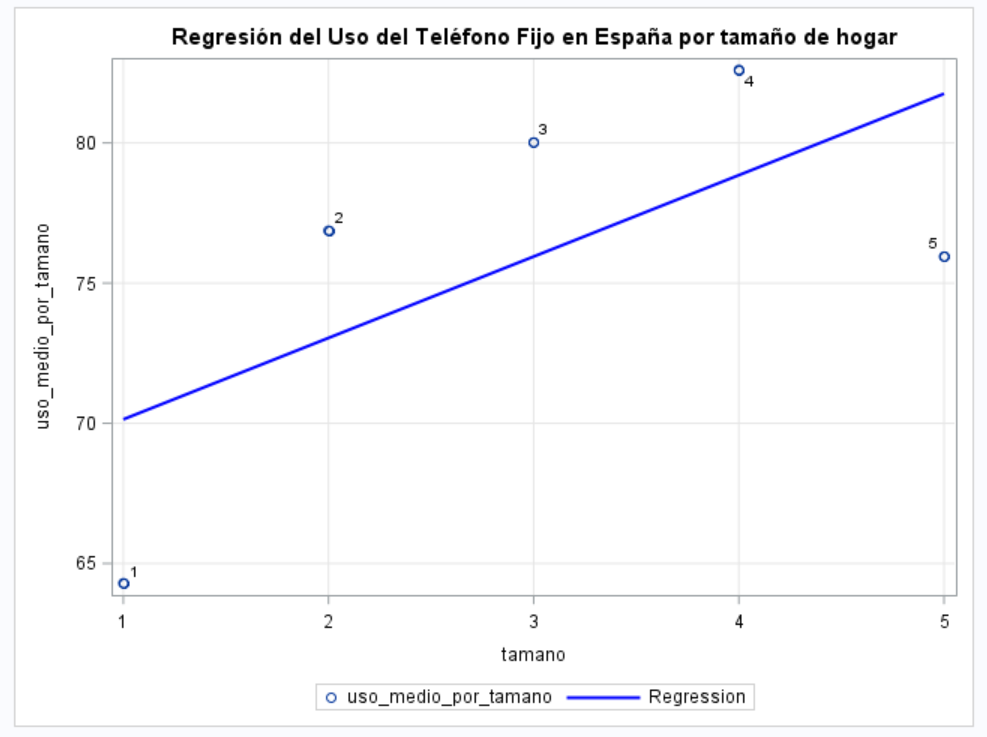 Regresión del Uso del Teléfono Fijo en España por tamaño de hogar
4
80
3
2
uso_medio_por_tamano
5
75
70
65
1
1 2 3 4 5
tamano
uso_medio_por_tamano Regression